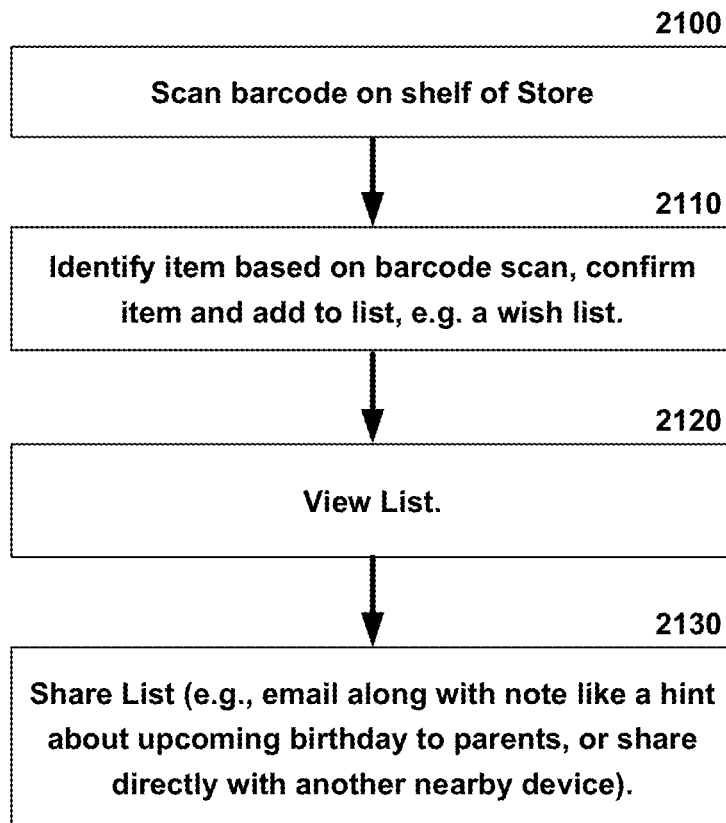 2100
Scan barcode on shelf of Store
2110
Identify item based on barcode scan, confirm
item and add to list, e.g. a wish list.
2120
View List.
2130
Share List (e.g., email along with note like a hint
about upcoming birthday to parents, or share
directly with another nearby device).